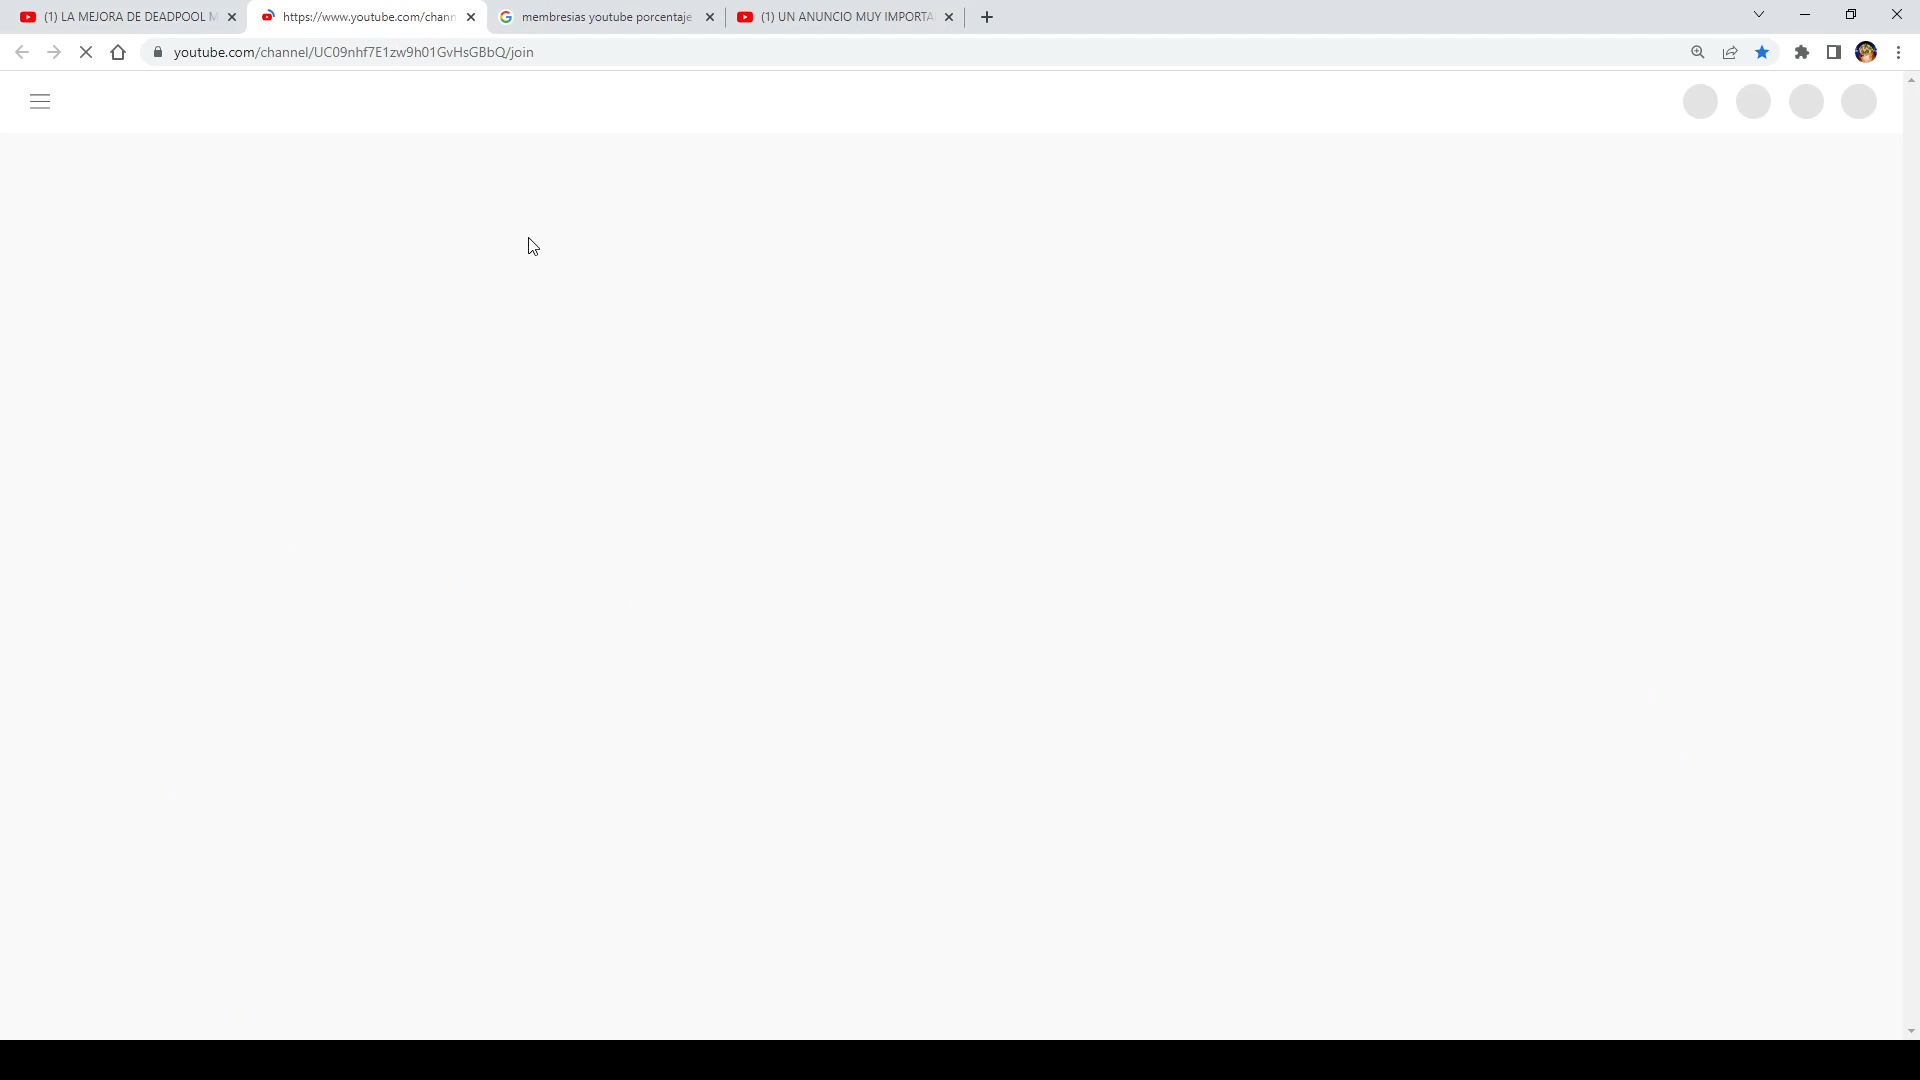 (1) LA MEJORA DE DEADPOOL M
https://www.youtube.com/chann
membresias youtube porcentaje
(1) UN ANUNCIO MUY IMPORTA
youtube.com/channel/UC09nhf7E1zw9h01GvHsGBbQ/join